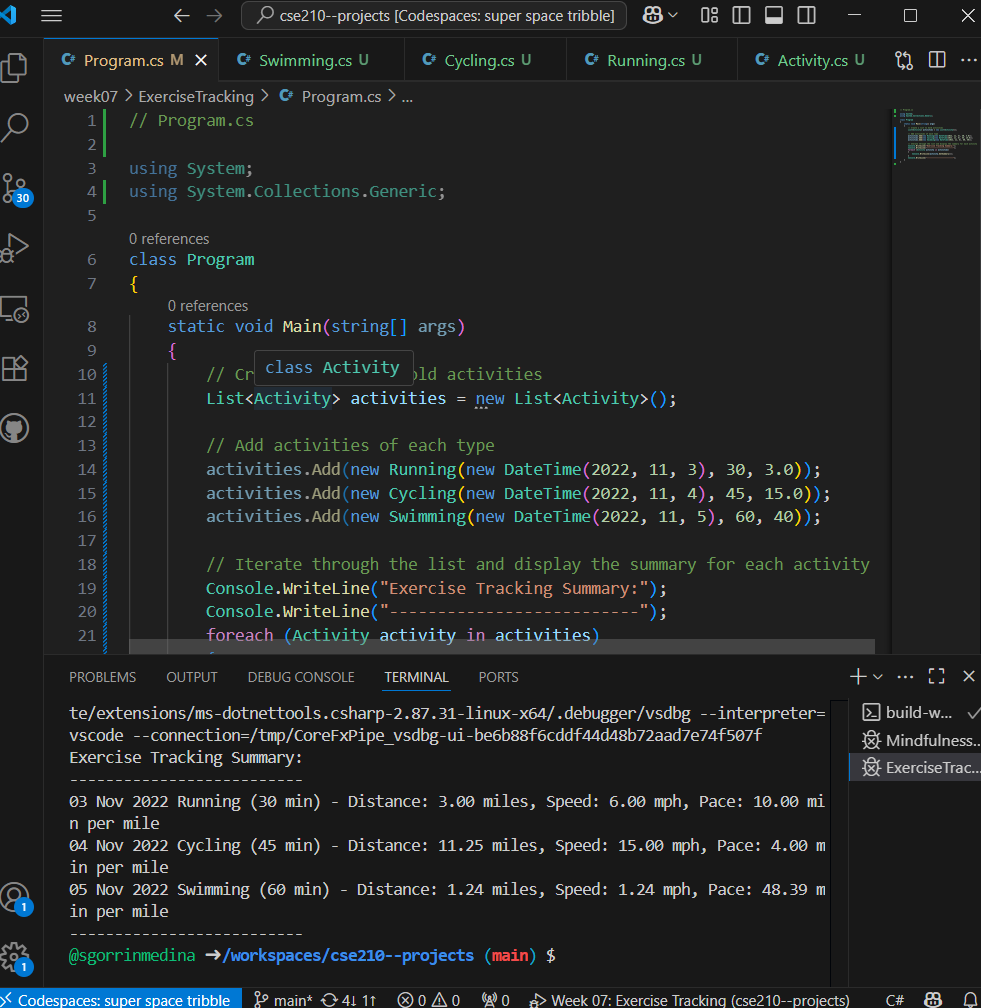 cse210--projects [Codespaces: super space tribble]
Program.cs M
Swimming.cs U
Cycling.cs U
Running.cs U
Activity.cs U
week07 > ExerciseTracking > Program.cs > ...
1 // Program.cs
2
3 using System;
4 using System.Collections.Generic;
5
0 references
6 class Program
7 {
0 references
8 static void Main(string[] args)
9 {
class Activity
10 // Cr old activities
11 List<Activity> activities = new List<Activity>();
12
13 // Add activities of each type
14 activities.Add(new Running(new DateTime(2022, 11, 3), 30, 3.0));
15 activities.Add(new Cycling(new DateTime(2022, 11, 4), 45, 15.0));
16 activities.Add(new Swimming(new DateTime(2022, 11, 5), 60, 40));
17
18 // Iterate through the list and display the summary for each activity
19 Console.WriteLine("Exercise Tracking Summary:");
20 Console.WriteLine("--------------------------");
21 foreach (Activity activity in activities)
30
PROBLEMS OUTPUT DEBUG CONSOLE TERMINAL PORTS
te/extensions/ms-dotnettools.csharp-2.87.31-linux-x64/.debugger/vsdbg --interpreter=
vscode --connection=/tmp/CoreFxPipe_vsdbg-ui-be6b88f6cddf44d48b72aad7e74f507f
Exercise Tracking Summary:
--------------------------
03 Nov 2022 Running (30 min) - Distance: 3.00 miles, Speed: 6.00 mph, Pace: 10.00 mi
n per mile
04 Nov 2022 Cycling (45 min) - Distance: 11.25 miles, Speed: 15.00 mph, Pace: 4.00 m
in per mile
05 Nov 2022 Swimming (60 min) - Distance: 1.24 miles, Speed: 1.24 mph, Pace: 48.39 m
in per mile
--------------------------
@sgorrinmedina ➜/workspaces/cse210--projects (main) $
build-w...
Mindfulness...
ExerciseTrac...
1
1
Codespaces: super space tribble main* 4↓ 1↑ 0 0 0 Week 07: Exercise Tracking (cse210--projects) C#